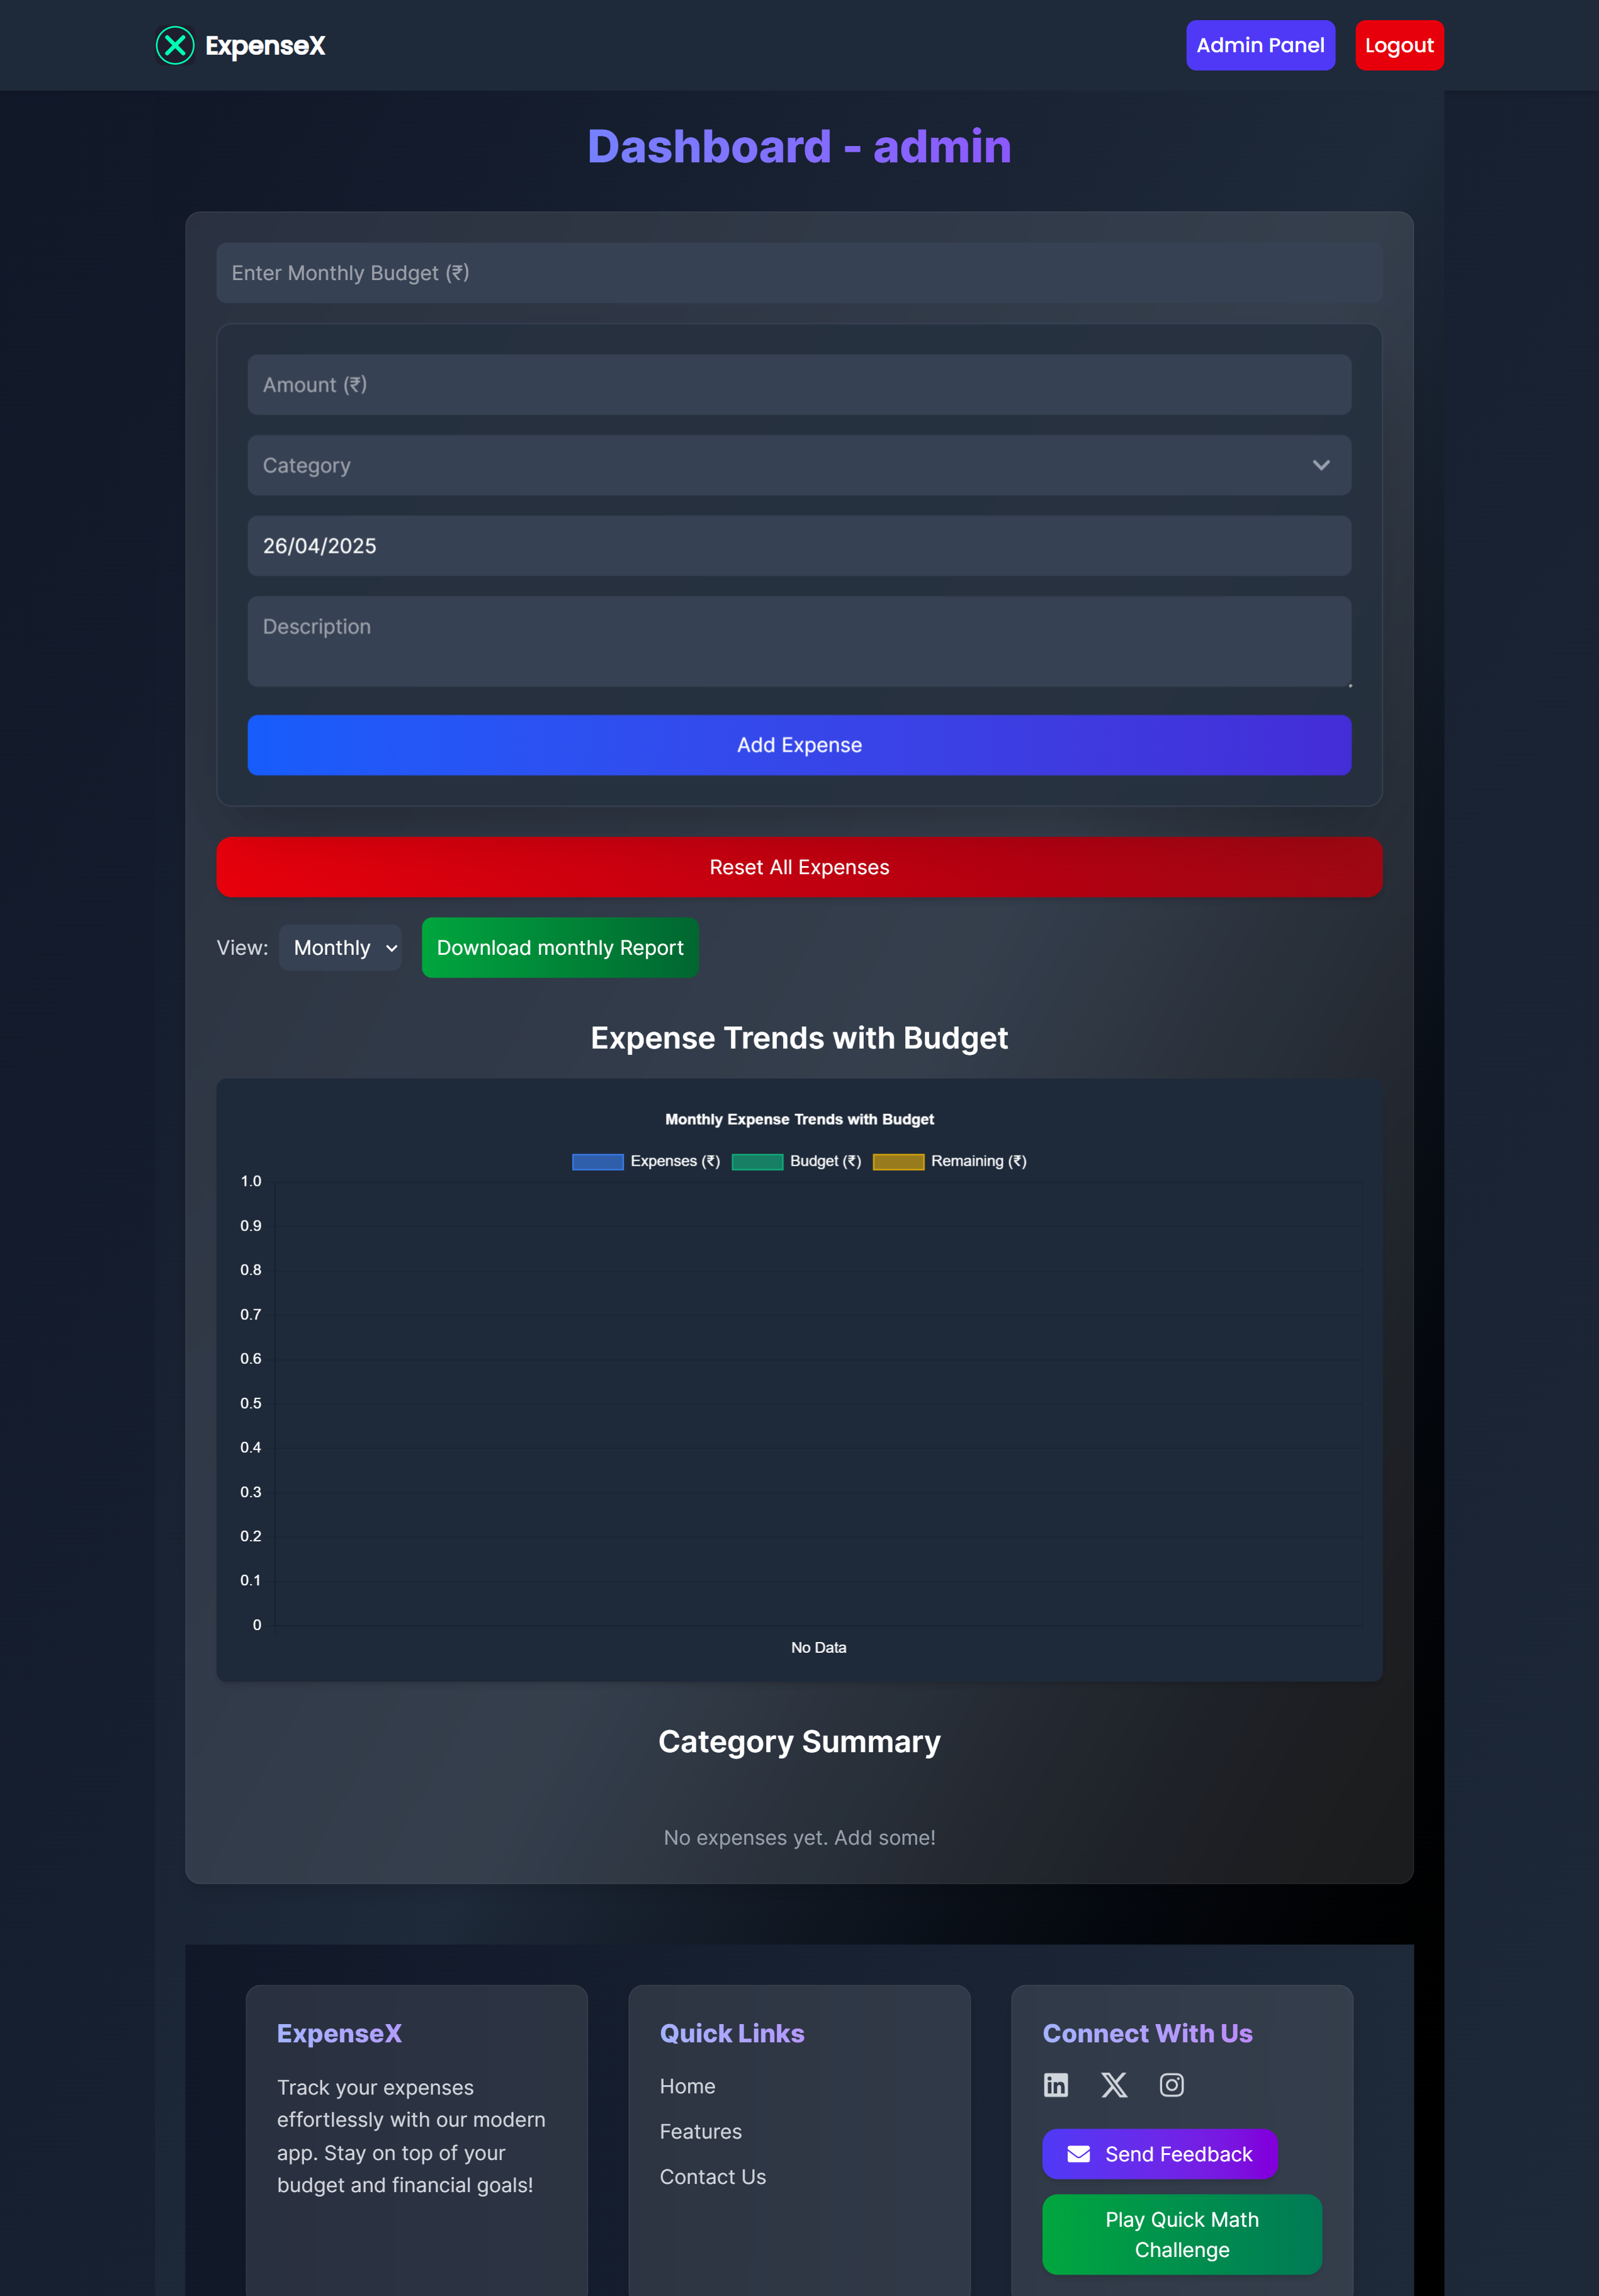 ExpenseX
Admin Panel
Logout
Dashboard - admin
Enter Monthly Budget (₹)
Amount (₹)
Category
26/04/2025
Description
Add Expense
Reset All Expenses
View: Monthly
Download monthly Report
Expense Trends with Budget
Monthly Expense Trends with Budget
Expenses (₹) Budget (₹) Remaining (₹)
1.0
0.9
0.8
0.7
0.6
0.5
0.4
0.3
0.2
0.1
0
No Data
Category Summary
No expenses yet. Add some!
ExpenseX
Track your expenses
effortlessly with our modern
app. Stay on top of your
budget and financial goals!
Quick Links
Home
Features
Contact Us
Connect With Us
Send Feedback
Play Quick Math
Challenge